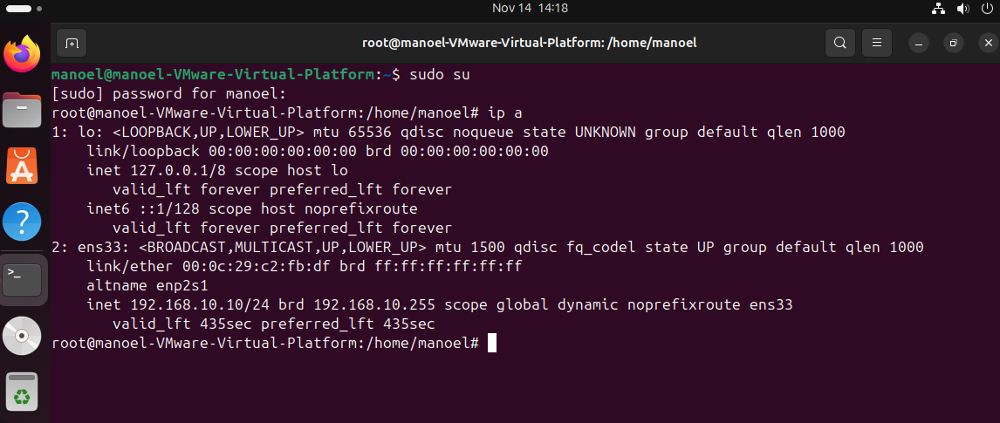 Nov 14 14:18
root@manoel-VMware-Virtual-Platform: /home/manoel
manoel@manoel-VMware-Virtual-Platform:~$ sudo su
[sudo] password for manoel:
root@manoel-VMware-Virtual-Platform:/home/manoel# ip a
1: lo: <LOOPBACK,UP,LOWER_UP> mtu 65536 qdisc noqueue state UNKNOWN group default qlen 1000
    link/loopback 00:00:00:00:00:00 brd 00:00:00:00:00:00
    inet 127.0.0.1/8 scope host lo
       valid_lft forever preferred_lft forever
    inet6 ::1/128 scope host noprefixroute
       valid_lft forever preferred_lft forever
2: ens33: <BROADCAST,MULTICAST,UP,LOWER_UP> mtu 1500 qdisc fq_codel state UP group default qlen 1000
    link/ether 00:0c:29:c2:fb:df brd ff:ff:ff:ff:ff:ff
    altname enp2s1
    inet 192.168.10.10/24 brd 192.168.10.255 scope global dynamic noprefixroute ens33
       valid_lft 435sec preferred_lft 435sec
root@manoel-VMware-Virtual-Platform:/home/manoel#